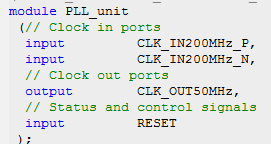 module PLL_unit
(// Clock in ports
input CLK_IN200MHz_P,
input CLK_IN200MHz_N,
// Clock out ports
output CLK_OUT50MHz,
// Status and control signals
input RESET
);